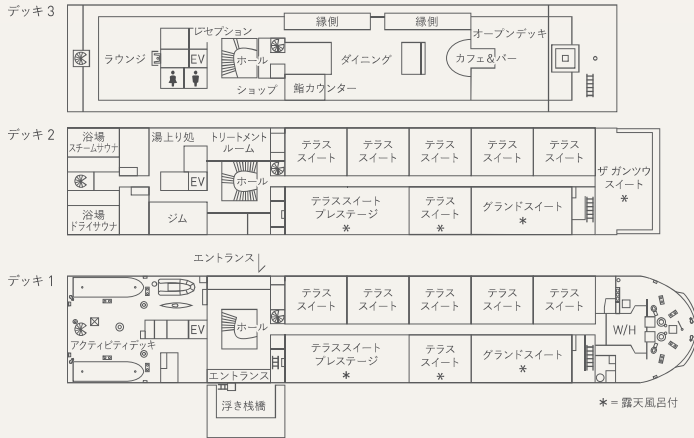 デッキ 3
レセプション
縁側
縁側
オープンデッキ
ラウンジ
EV
ホール
ダイニング
カフェ&バー
ショップ
鮨カウンター
デッキ 2
浴場
スチームサウナ
湯上り処
トリートメント
ルーム
テラス
スイート
テラス
スイート
テラス
スイート
テラス
スイート
テラス
スイート
EV
ホール
ザ ガンツウ
スイート
*
浴場
ドライサウナ
ジム
テラススイート
プレステージ
*
テラス
スイート
*
グランドスイート
*
エントランス
デッキ 1
テラス
スイート
テラス
スイート
テラス
スイート
テラス
スイート
テラス
スイート
EV
ホール
W/H
アクティビティデッキ
テラススイート
プレステージ
*
テラス
スイート
*
グランドスイート
*
エントランス
浮き桟橋
* = 露天風呂付